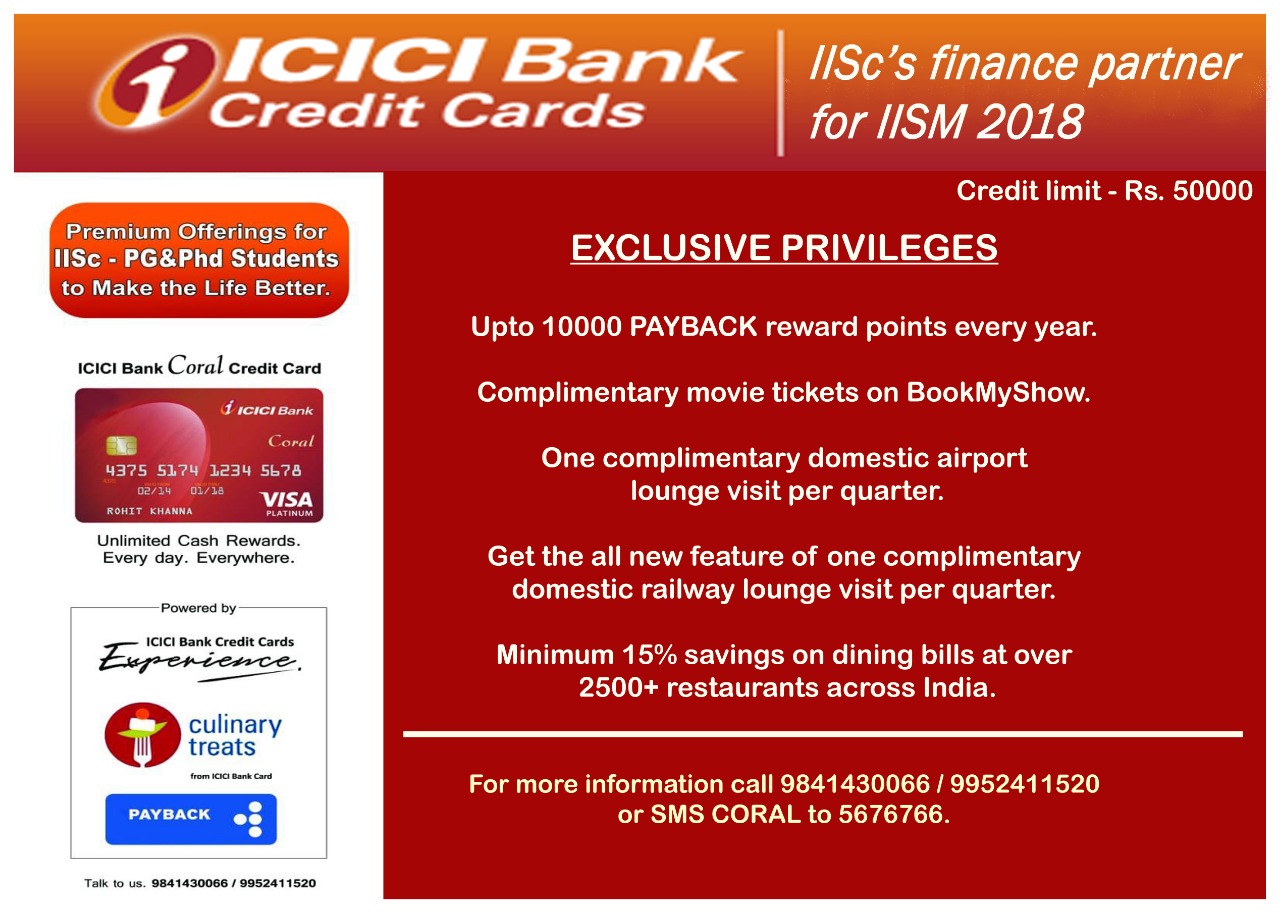 ICICI Bank
Credit Cards
IISc's finance partner
for IISM 2018
Premium Offerings for
IISc - PG&Phd Students
to Make the Life Better.
ICICI Bank Coral Credit Card
ICICI Bank
Coral
4375 5174 1234 5678
02/14 01/18
VISA
PLATINUM
ROHIT KHANNA
Unlimited Cash Rewards.
Every day. Everywhere.
Powered by
ICICI Bank Credit Cards
Experience.
culinary
treats
from ICICI Bank Card
PAYBACK
Talk to us. 9841430066 / 9952411520
Credit limit - Rs. 50000
EXCLUSIVE PRIVILEGES
Upto 10000 PAYBACK reward points every year.
Complimentary movie tickets on BookMyShow.
One complimentary domestic airport
lounge visit per quarter.
Get the all new feature of one complimentary
domestic railway lounge visit per quarter.
Minimum 15% savings on dining bills at over
2500+ restaurants across India.
For more information call 9841430066 / 9952411520
or SMS CORAL to 5676766.